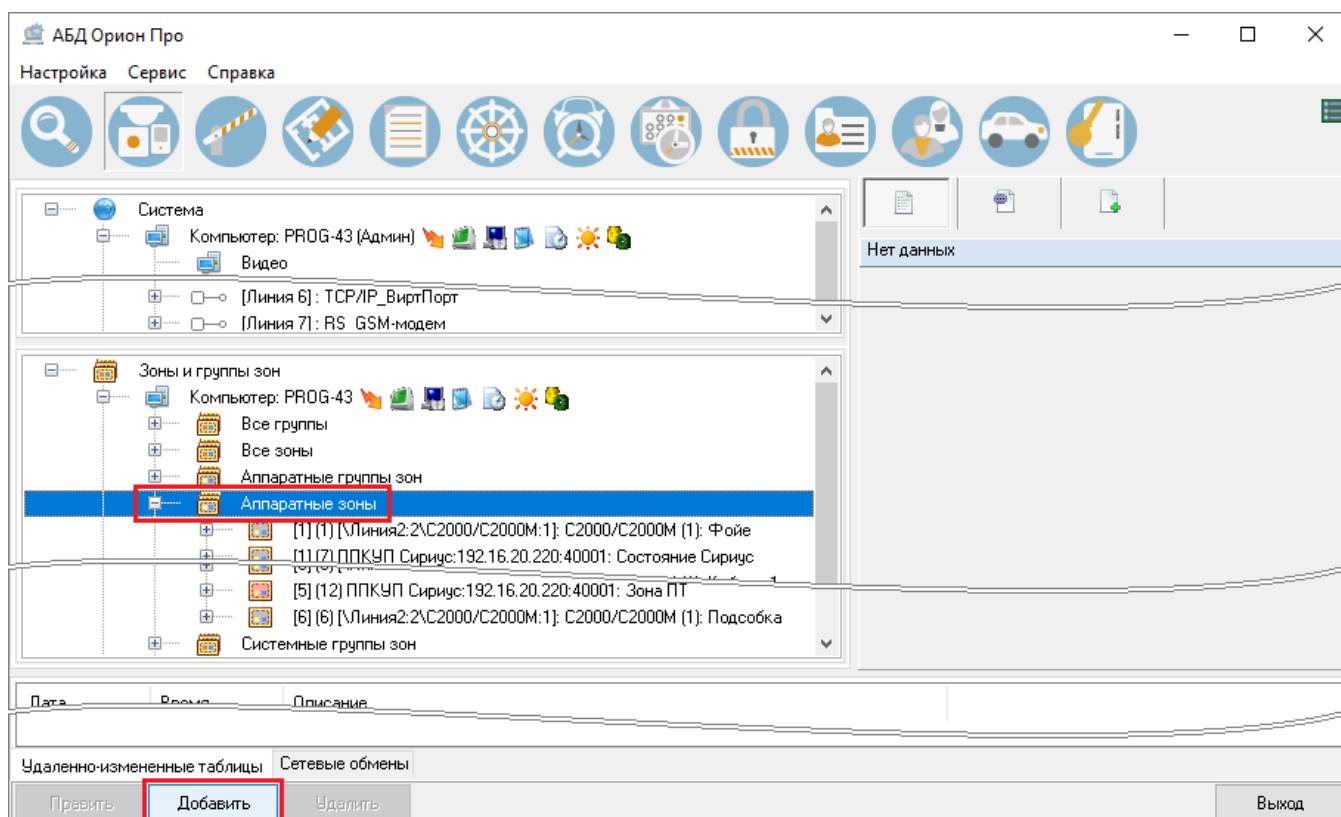 АБД Орион Про
Настройка Сервис Справка
Система
Компьютер: PROG-43 (Админ)
Видео
[Линия 6] : TCP/IP_ВиртПорт
[Линия 7] : RS_GSM-модем
Нет данных
Зоны и группы зон
Компьютер: PROG-43
Все группы
Все зоны
Аппаратные группы зон
Аппаратные зоны
[1] (1) [\Линия2:2\С2000/С2000М:1]: С2000/С2000М (1): Фойе
[1] (7) ППКУП Сириус:192.16.20.220:40001: Состояние Сириус
[5] (12) ППКУП Сириус:192.16.20.220:40001: Зона ПТ
[6] (6) [\Линия2:2\С2000/С2000М:1]: С2000/С2000М (1): Подсобка
Системные группы зон
Дата Время Описание
Удаленно-измененные таблицы Сетевые обмены
Править Добавить Удалить Выход